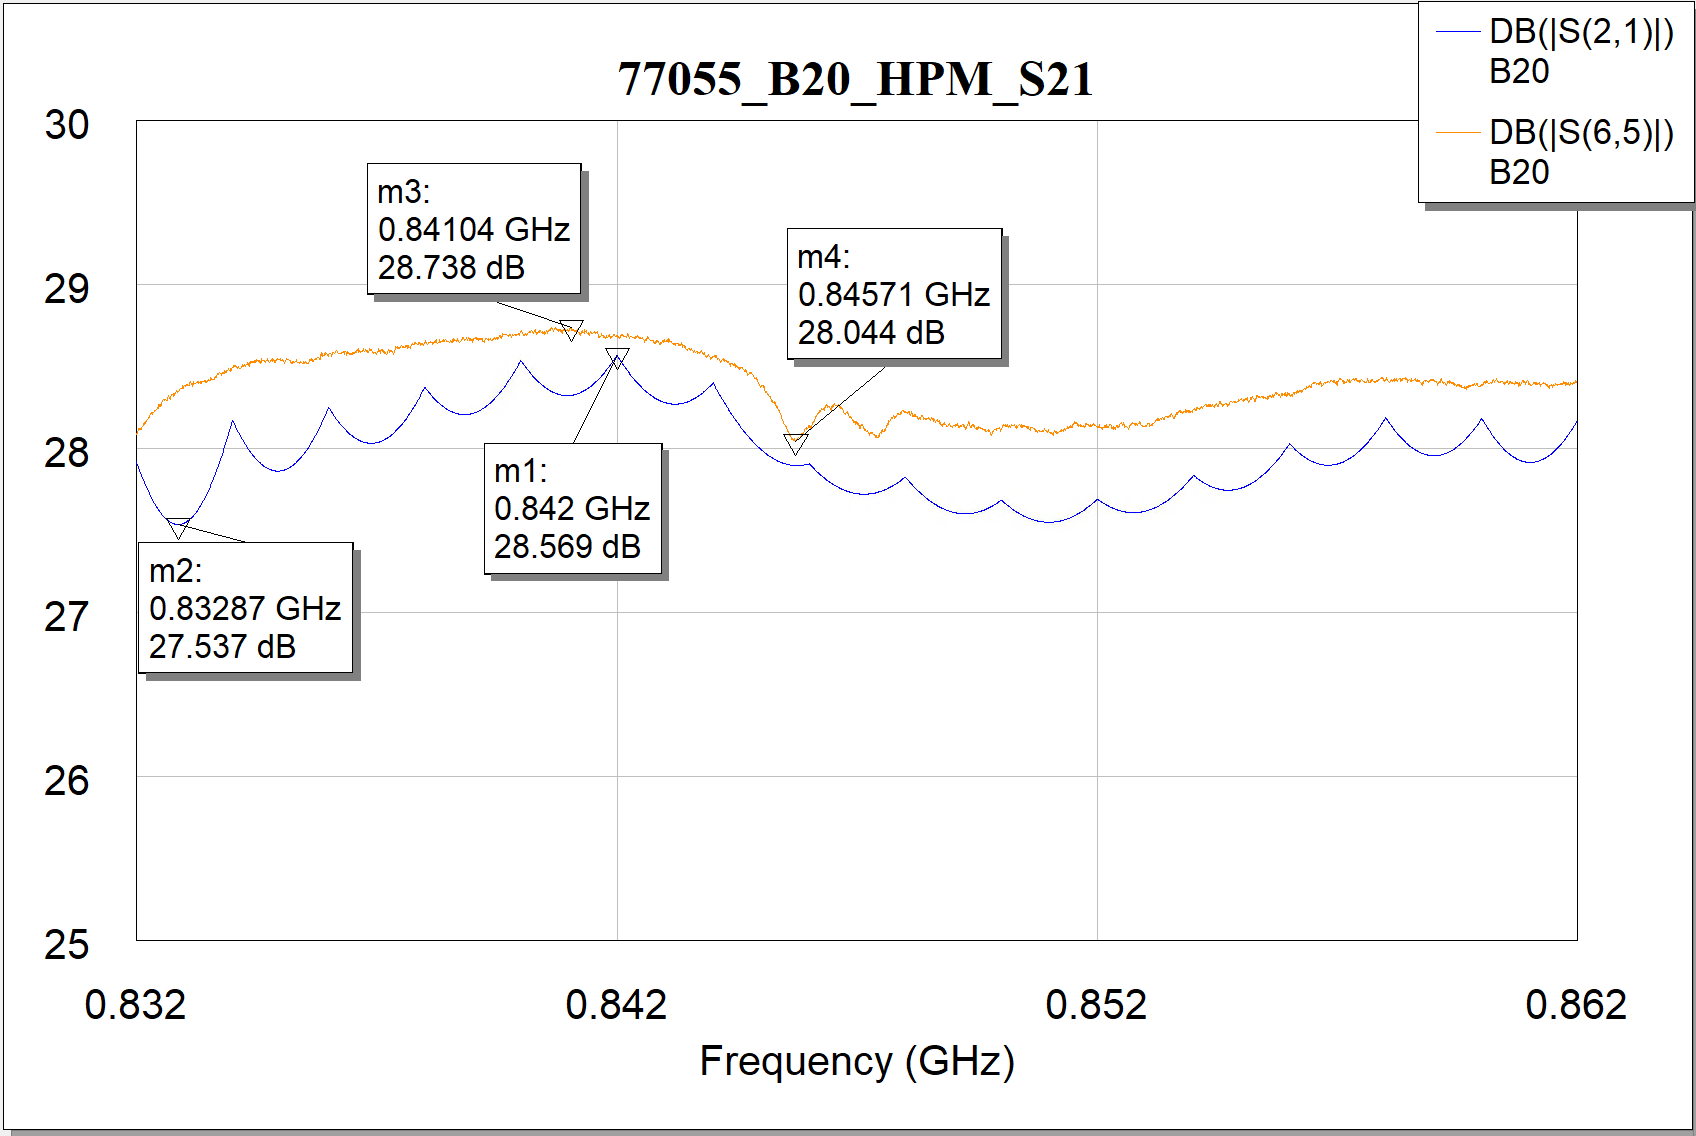 77055_B20_HPM_S21
DB(|S(2,1)|)
B20
DB(|S(6,5)|)
B20
30
29
28
27
26
25
m3:
0.84104 GHz
28.738 dB
m4:
0.84571 GHz
28.044 dB
m1:
0.842 GHz
28.569 dB
m2:
0.83287 GHz
27.537 dB
0.832
0.842
0.852
0.862
Frequency (GHz)